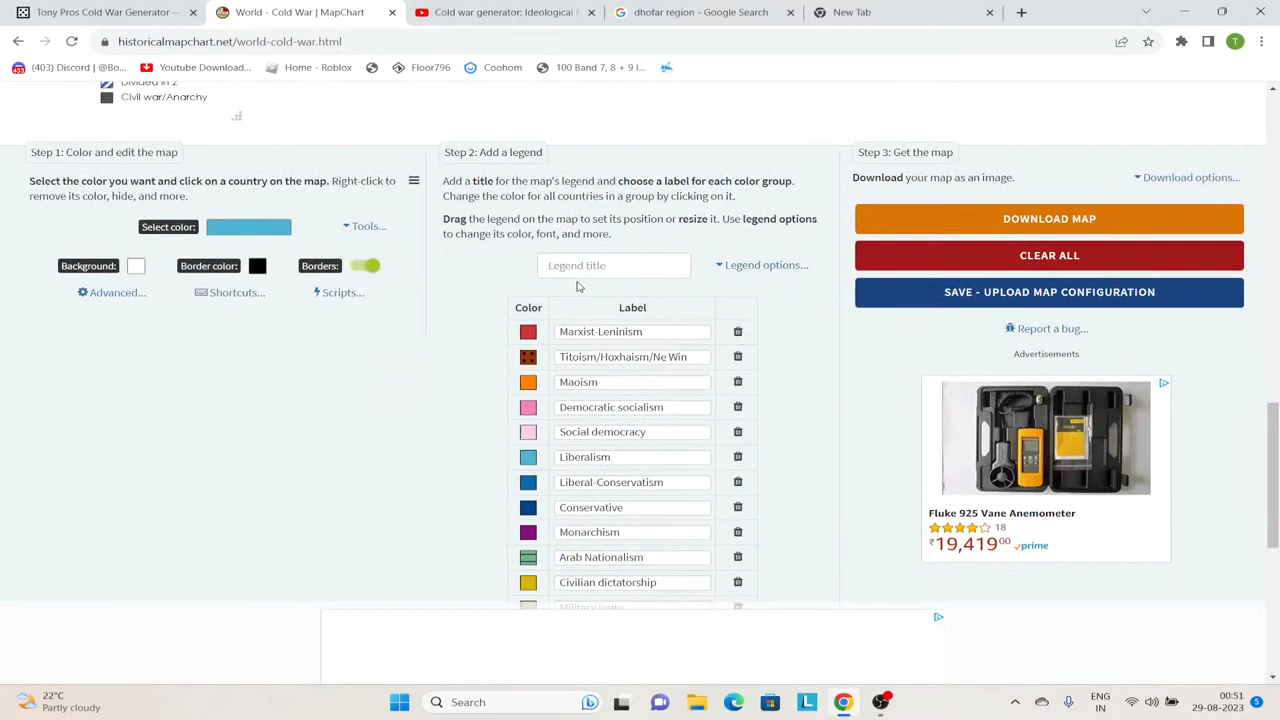 Tony Pros Cold War Generator —
World - Cold War | MapChart
Cold war generator: Ideological
dhofar region - Google Search
New Tab
historicalmapchart.net/world-cold-war.html
T
(403) Discord | @Bo...
Youtube Download...
Home - Roblox
Floor796
Coohom
100 Band 7, 8 + 9 I...
Divided in 2
Civil war/Anarchy
Step 1: Color and edit the map
Select the color you want and click on a country on the map. Right-click to
remove its color, hide, and more.
Select color:
Tools...
Background:
Border color:
Borders:
Advanced...
Shortcuts...
Scripts...
Step 2: Add a legend
Add a title for the map's legend and choose a label for each color group.
Change the color for all countries in a group by clicking on it.
Drag the legend on the map to set its position or resize it. Use legend options
to change its color, font, and more.
Legend title
Legend options...
Color
Label
Marxist-Leninism
Titoism/Hoxhaism/Ne Win
Maoism
Democratic socialism
Social democracy
Liberalism
Liberal-Conservatism
Conservative
Monarchism
Arab Nationalism
Civilian dictatorship
Military junta
Step 3: Get the map
Download your map as an image.
Download options...
DOWNLOAD MAP
CLEAR ALL
SAVE - UPLOAD MAP CONFIGURATION
Report a bug...
Advertisements
Fluke 925 Vane Anemometer
18
₹19,419⁰⁰ prime
22°C
Partly cloudy
Search
ENG
IN
00:51
29-08-2023
5